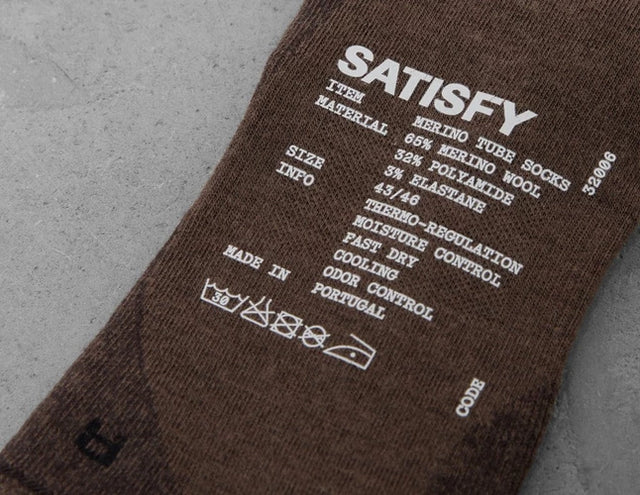 SATISFY
ITEM MERINO TUBE SOCKS
MATERIAL 65% MERINO WOOL
32% POLYAMIDE
3% ELASTANE
SIZE 43/46
INFO THERMO-REGULATION
MOISTURE CONTROL
FAST DRY
COOLING
ODOR CONTROL
MADE IN PORTUGAL
30
CODE 32006